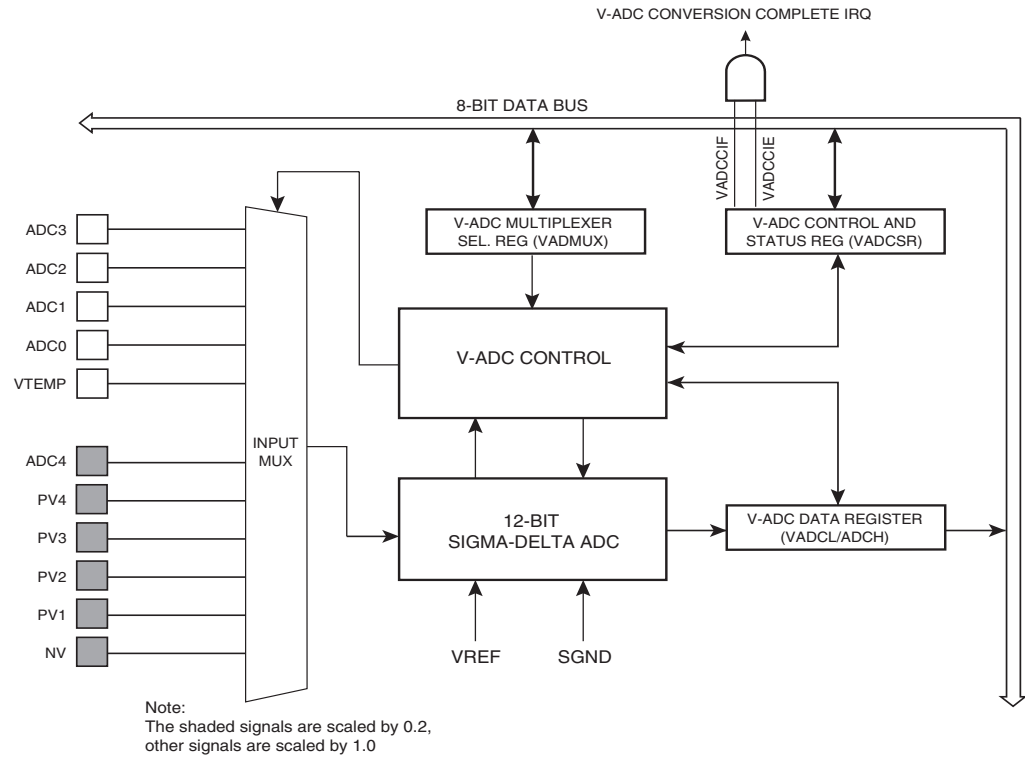 V-ADC CONVERSION COMPLETE IRQ
8-BIT DATA BUS
VADCCIF
VADCCIE
V-ADC MULTIPLEXER
SEL. REG (VADMUX)
V-ADC CONTROL AND
STATUS REG (VADCSR)
ADC3
ADC2
ADC1
ADC0
VTEMP
ADC4
PV4
PV3
PV2
PV1
NV
INPUT
MUX
V-ADC CONTROL
12-BIT
SIGMA-DELTA ADC
V-ADC DATA REGISTER
(VADCL/ADCH)
VREF
SGND
Note:
The shaded signals are scaled by 0.2,
other signals are scaled by 1.0